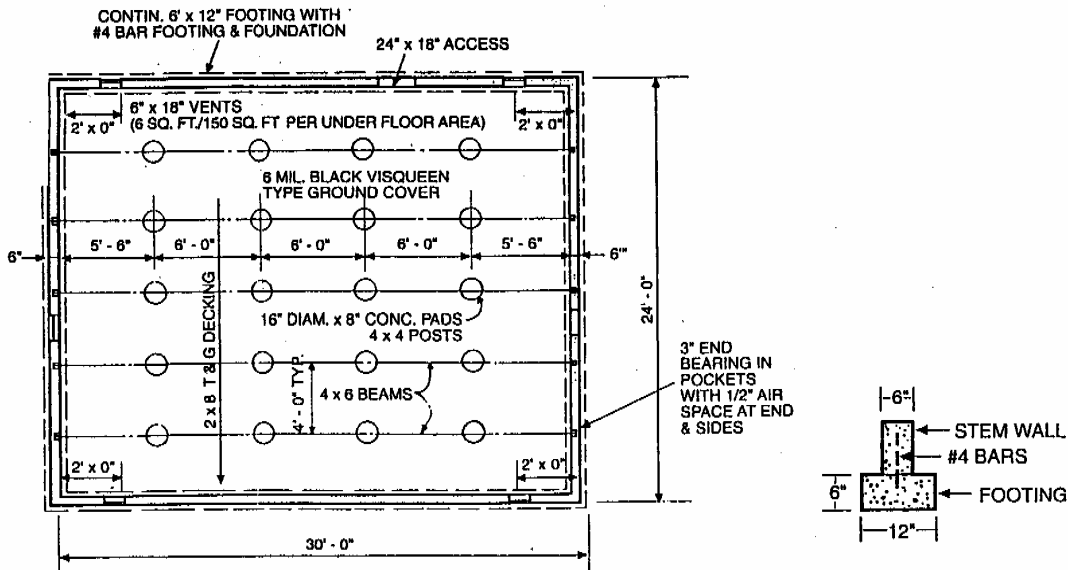 CONTIN. 6' x 12" FOOTING WITH
#4 BAR FOOTING & FOUNDATION
24" x 18" ACCESS
6" x 18" VENTS
(6 SQ. FT./150 SQ. FT PER UNDER FLOOR AREA)
2' x 0"
2' x 0"
6 MIL. BLACK VISQUEEN
TYPE GROUND COVER
6"
5' - 6"
6' - 0"
6' - 0"
6' - 0"
5' - 6"
6"'
2 x 8 T & G DECKING
16" DIAM. x 8" CONC. PADS
4 x 4 POSTS
24' - 0"
4' - 0" TYP.
4 x 6 BEAMS
3" END
BEARING IN
POCKETS
WITH 1/2" AIR
SPACE AT END
& SIDES
2' x 0"
2' x 0"
30' - 0"
6"
STEM WALL
#4 BARS
6"
FOOTING
12"